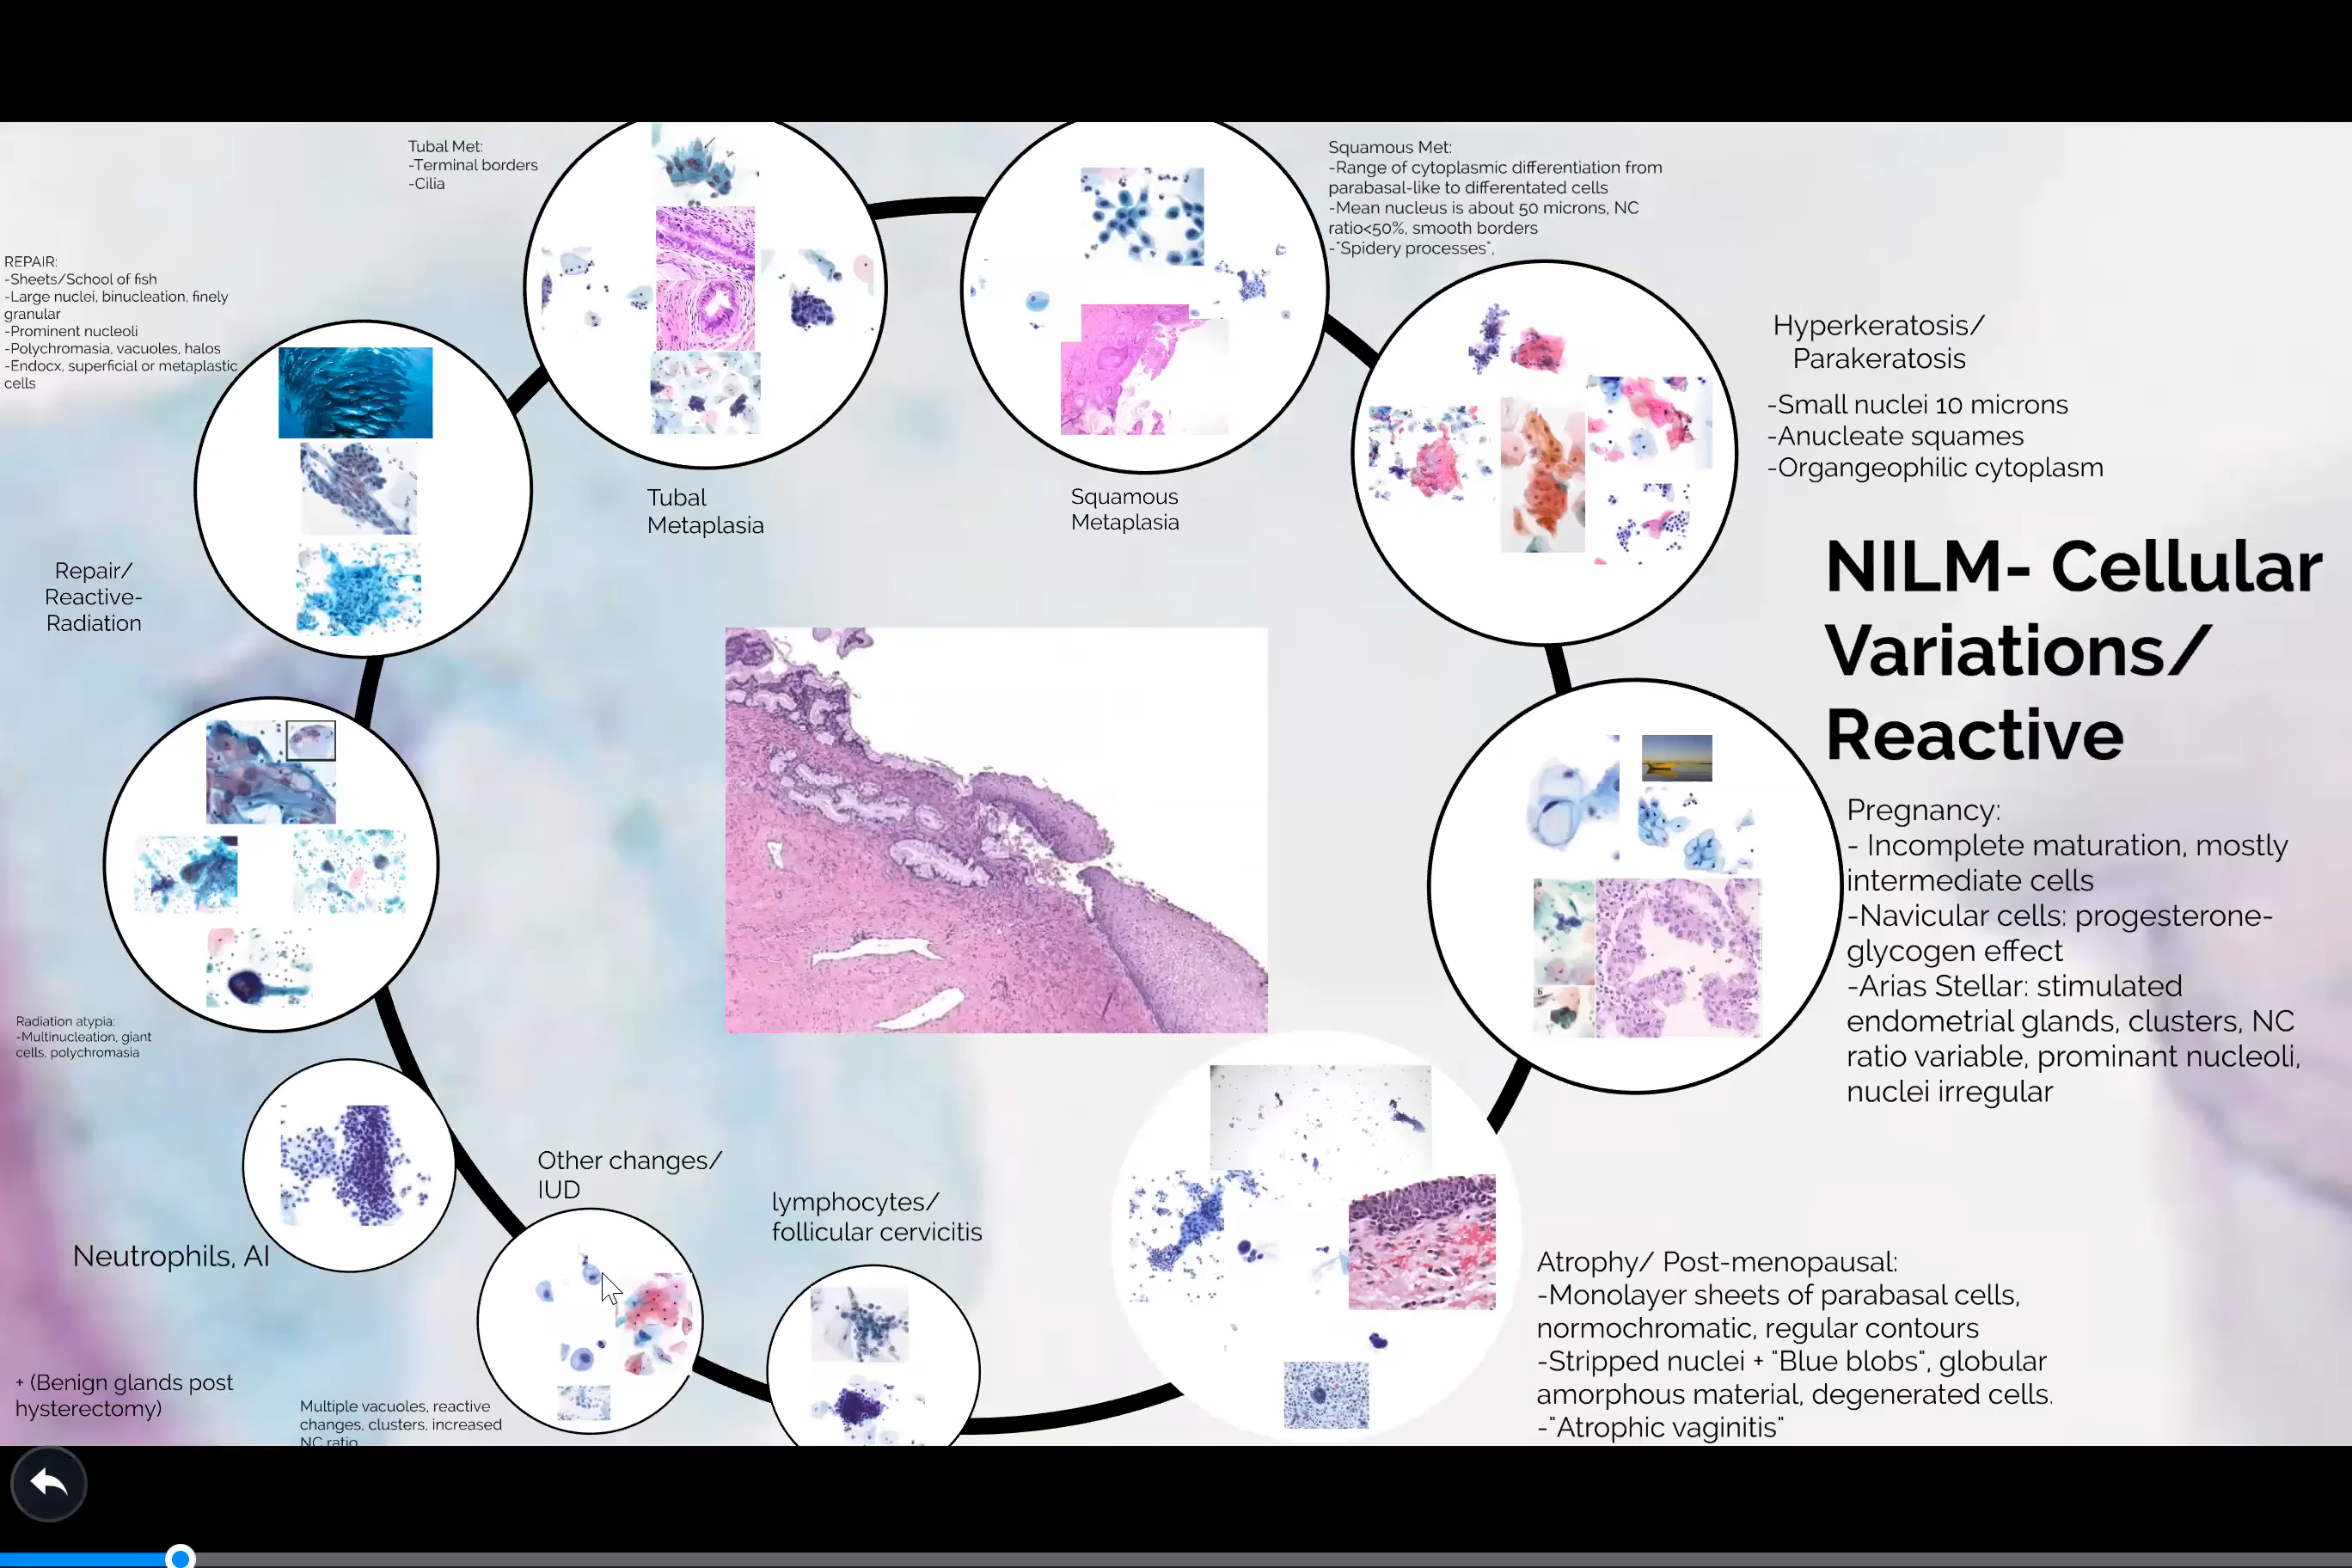 Tubal Met:
-Terminal borders
-Cilia
Squamous Met:
-Range of cytoplasmic differentiation from
parabasal-like to differentated cells
-Mean nucleus is about 50 microns, NC
ratio<50%, smooth borders
-"Spidery processes",
REPAIR:
-Sheets/School of fish
-Large nuclei, binucleation, finely
granular
-Prominent nucleoli
-Polychromasia, vacuoles, halos
-Endocx, superficial or metaplastic
cells
Hyperkeratosis/
Parakeratosis
-Small nuclei 10 microns
-Anucleate squames
-Organgeophilic cytoplasm
Tubal
Metaplasia
Squamous
Metaplasia
Repair/
Reactive-
Radiation
NILM- Cellular
Variations/
Reactive
Pregnancy:
- Incomplete maturation, mostly
intermediate cells
-Navicular cells: progesterone-
glycogen effect
-Arias Stellar: stimulated
endometrial glands, clusters, NC
ratio variable, prominant nucleoli,
nuclei irregular
Radiation atypia:
-Multinucleation, giant
cells, polychromasia
Other changes/
IUD
lymphocytes/
follicular cervicitis
Neutrophils, AI
Atrophy/ Post-menopausal:
-Monolayer sheets of parabasal cells,
normochromatic, regular contours
-Stripped nuclei + "Blue blobs", globular
amorphous material, degenerated cells.
-"Atrophic vaginitis"
+ (Benign glands post
hysterectomy)
Multiple vacuoles, reactive
changes, clusters, increased
NC ratio